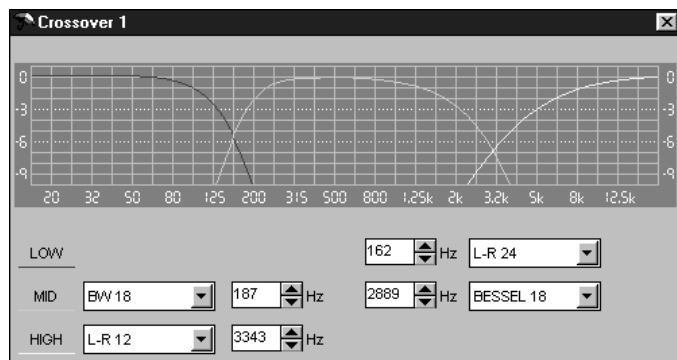 Crossover 1
0 0
-3 -3
-6 -6
-9 -9
20 32 50 80 125 200 315 500 800 1.25k 2k 3.2k 5k 8k 12.5k
LOW 162 Hz L-R 24
MID BW 18 187 Hz 2889 Hz BESSEL 18
HIGH L-R 12 3343 Hz